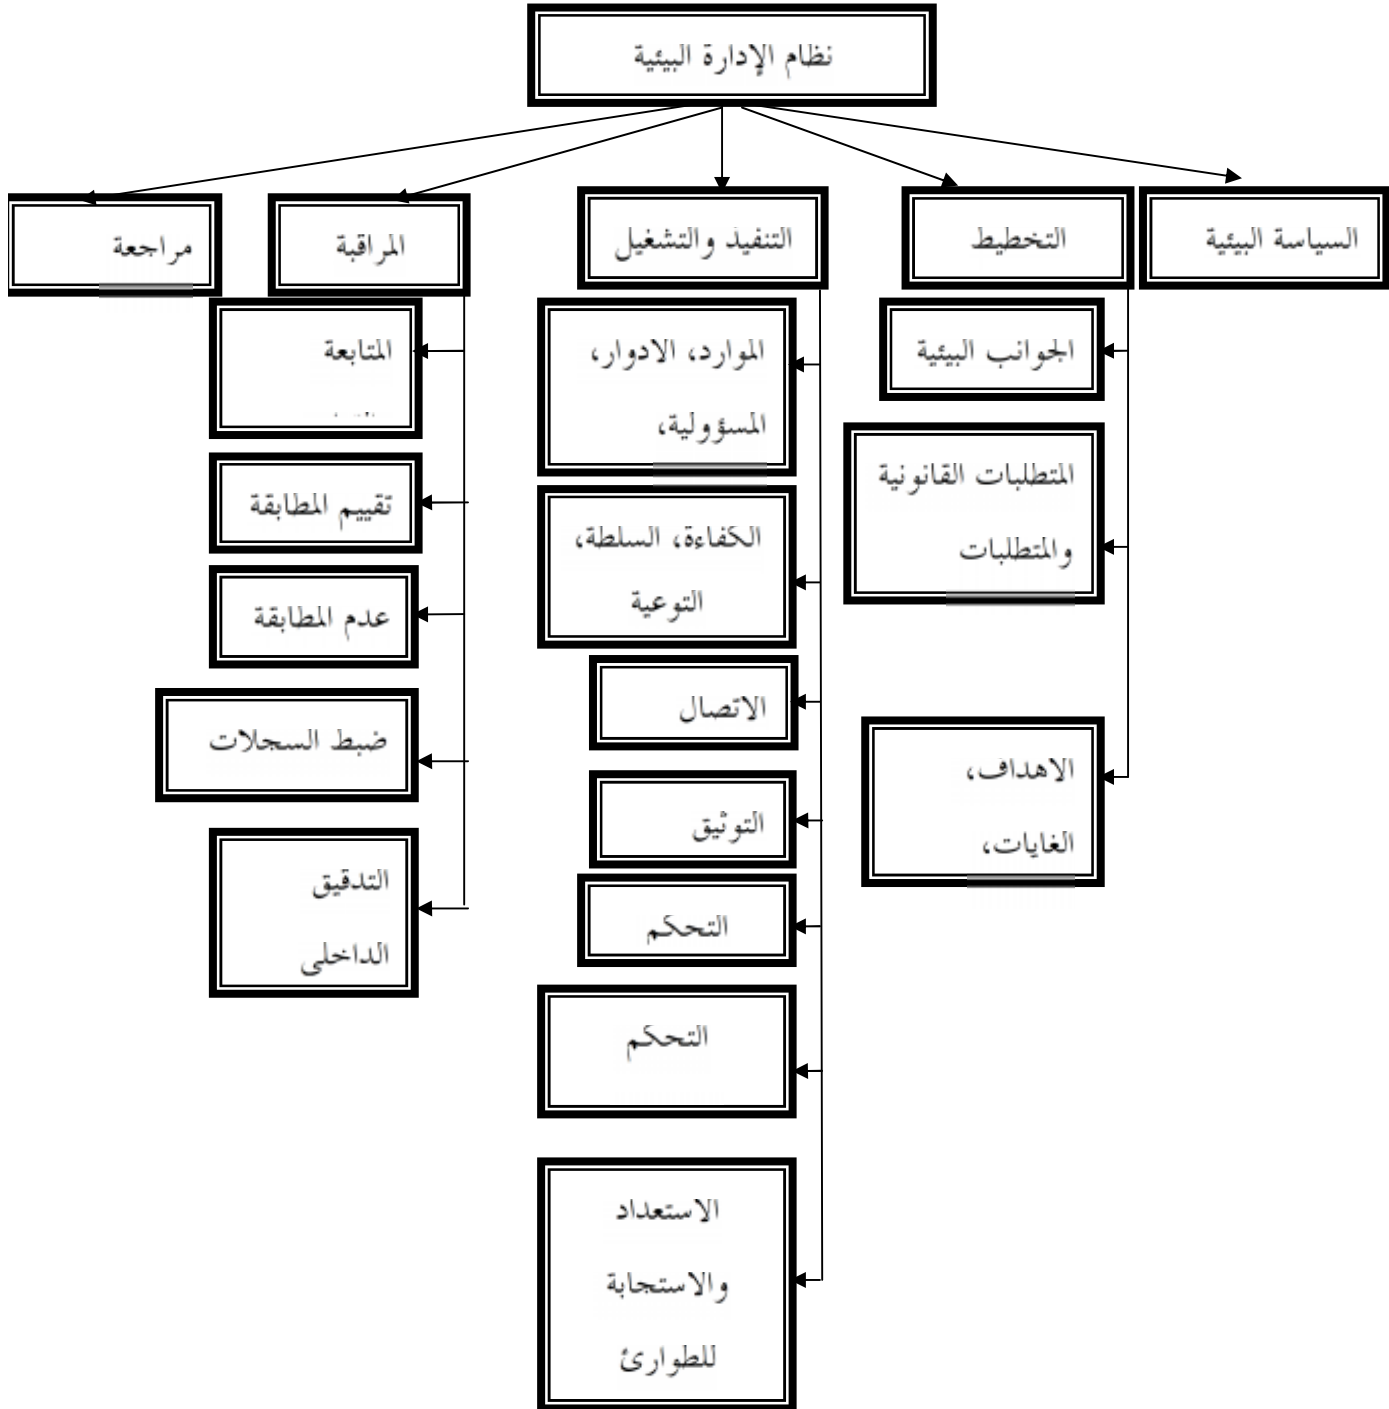 نظام الإدارة البيئية
السياسة البيئية
التخطيط
التنفيذ والتشغيل
المراقبة
مراجعة
الجوانب البيئية
المتطلبات القانونية
والمتطلبات
الاهداف،
الغايات،
الموارد، الادوار،
المسؤولية،
الكفاءة، السلطة،
التوعية
الاتصال
التوثيق
التحكم
التحكم
الاستعداد
والاستجابة
للطوارئ
المتابعة
تقييم المطابقة
عدم المطابقة
ضبط السجلات
التدقيق
الداخلي